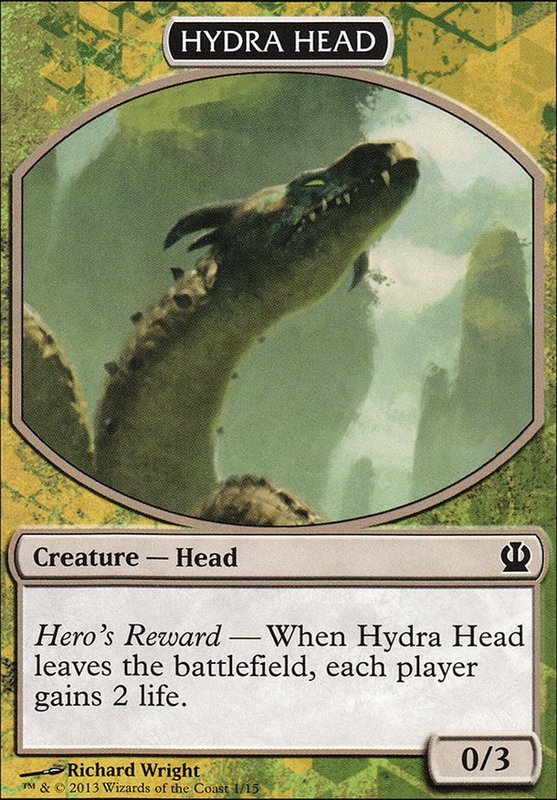 HYDRA HEAD
Creature — Head
Hero's Reward — When Hydra Head
leaves the battlefield, each player
gains 2 life.
0/3
Richard Wright
™ & © 2013 Wizards of the Coast 1/15